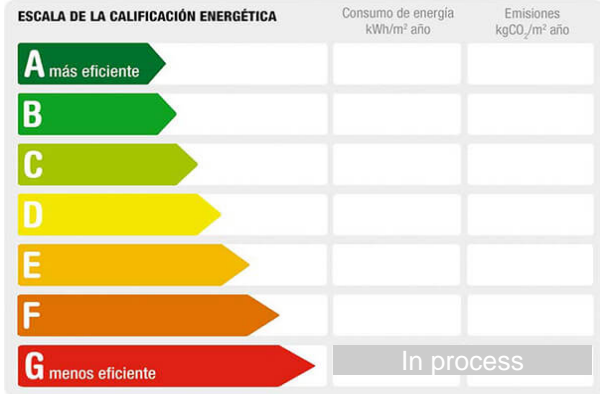 ESCALA DE LA CALIFICACIÓN ENERGÉTICA
Consumo de energía
kWh/m² año
Emisiones
kgCO₂/m² año
A más eficiente
B
C
D
E
F
G menos eficiente
In process